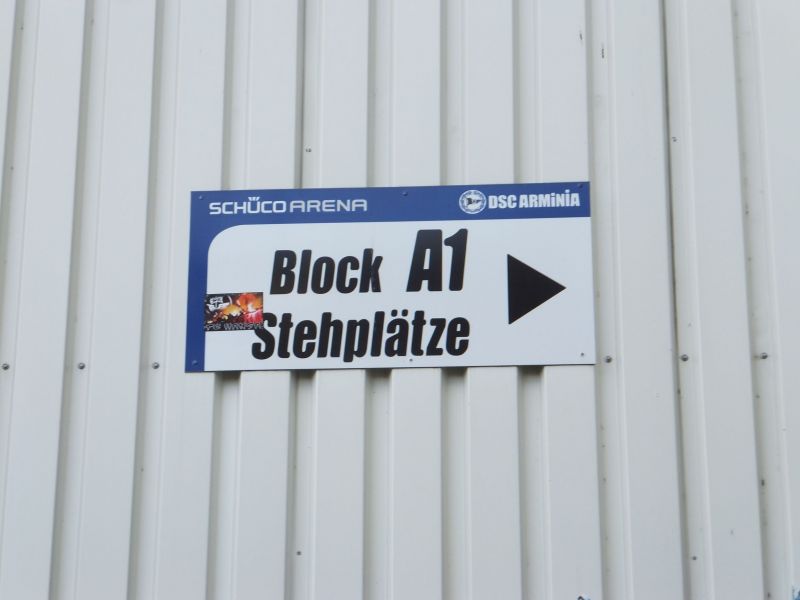 SCHÜCO ARENA
DSC ARMINIA
Block A1
Stehplätze